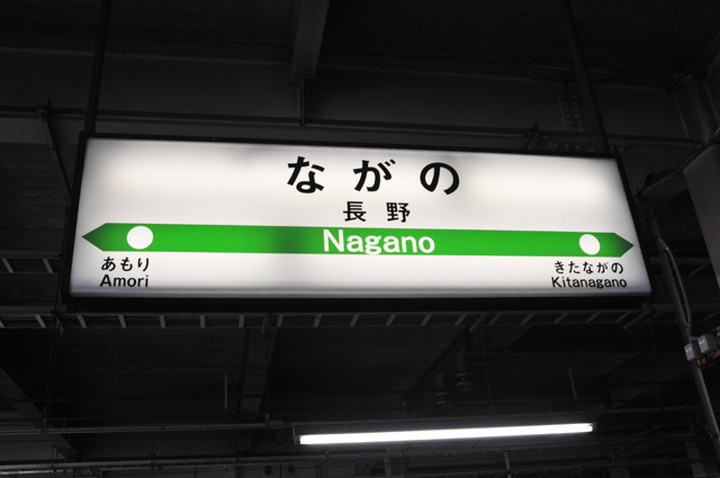 ながの
長野
Nagano
あもり
Amori
きたながの
Kitanagano